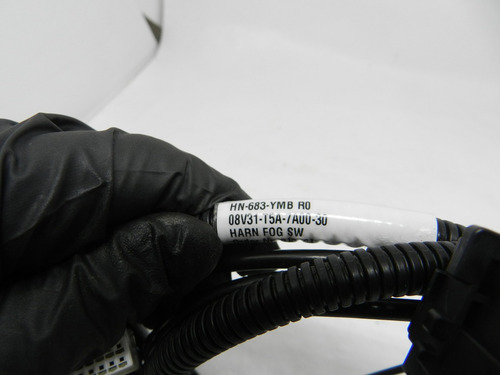 HN-683-YMB R0
08V31-T5A-7A00-30
HARN FOG SW